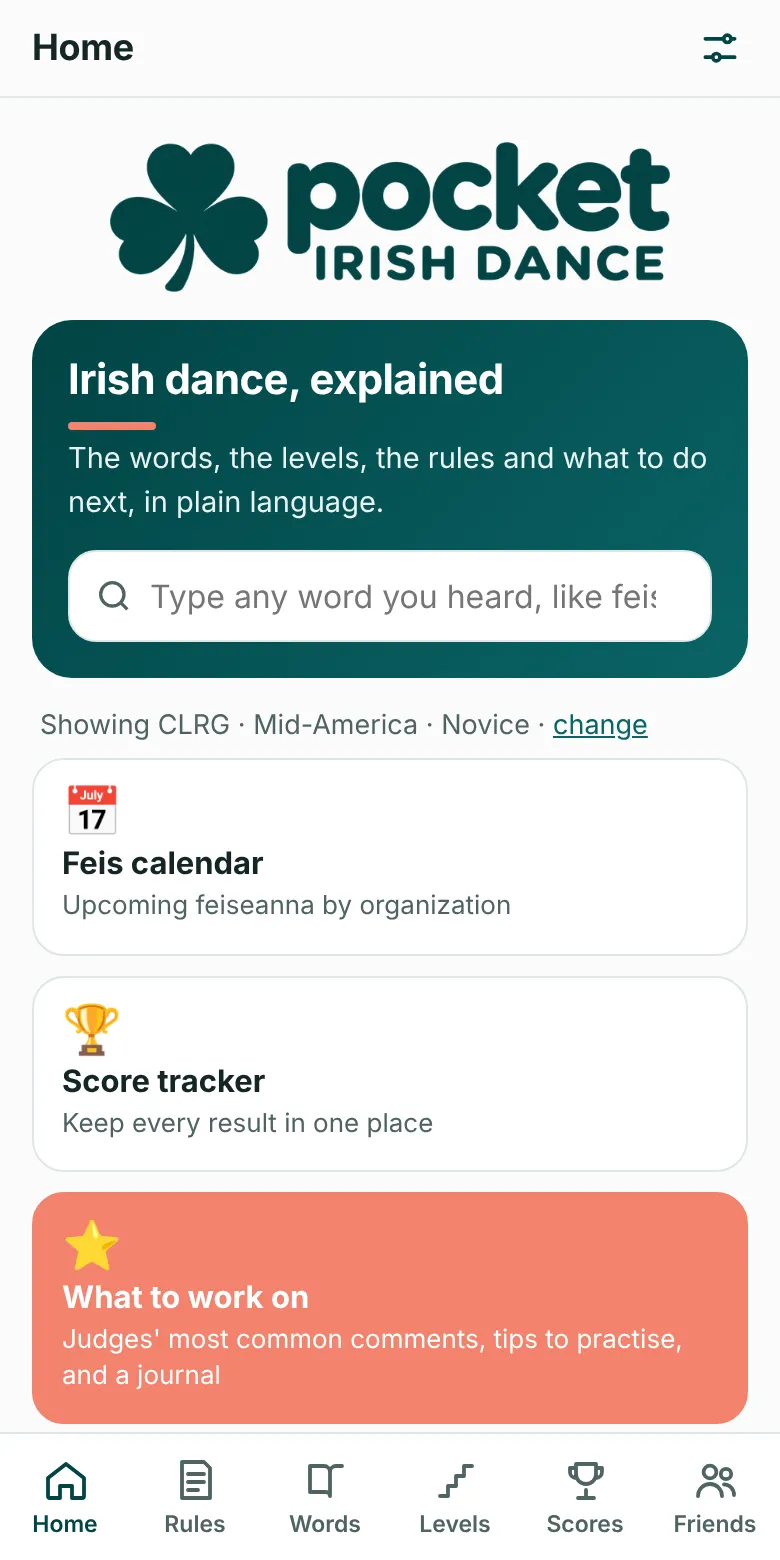 Home
pocket
IRISH DANCE
Irish dance, explained
The words, the levels, the rules and what to do
next, in plain language.
Type any word you heard, like feis
Showing CLRG · Mid-America · Novice · change
July
17
Feis calendar
Upcoming feiseanna by organization
Score tracker
Keep every result in one place
What to work on
Judges' most common comments, tips to practise,
and a journal
Home
Rules
Words
Levels
Scores
Friends